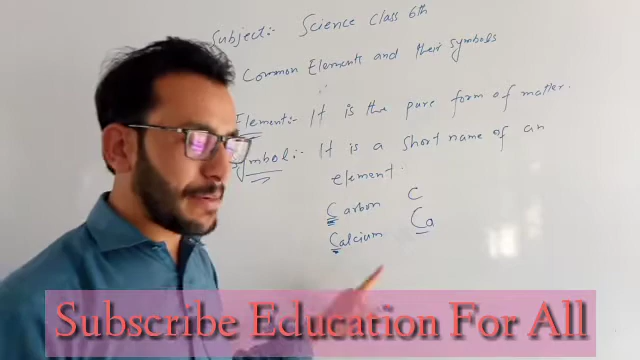 Subject:- Science class 6th
Common Elements and their symbols
Element:- It is the pure form of matter.
Symbol:- It is a short name of an
element.
Carbon C
Calcium Ca
Subscribe Education For All